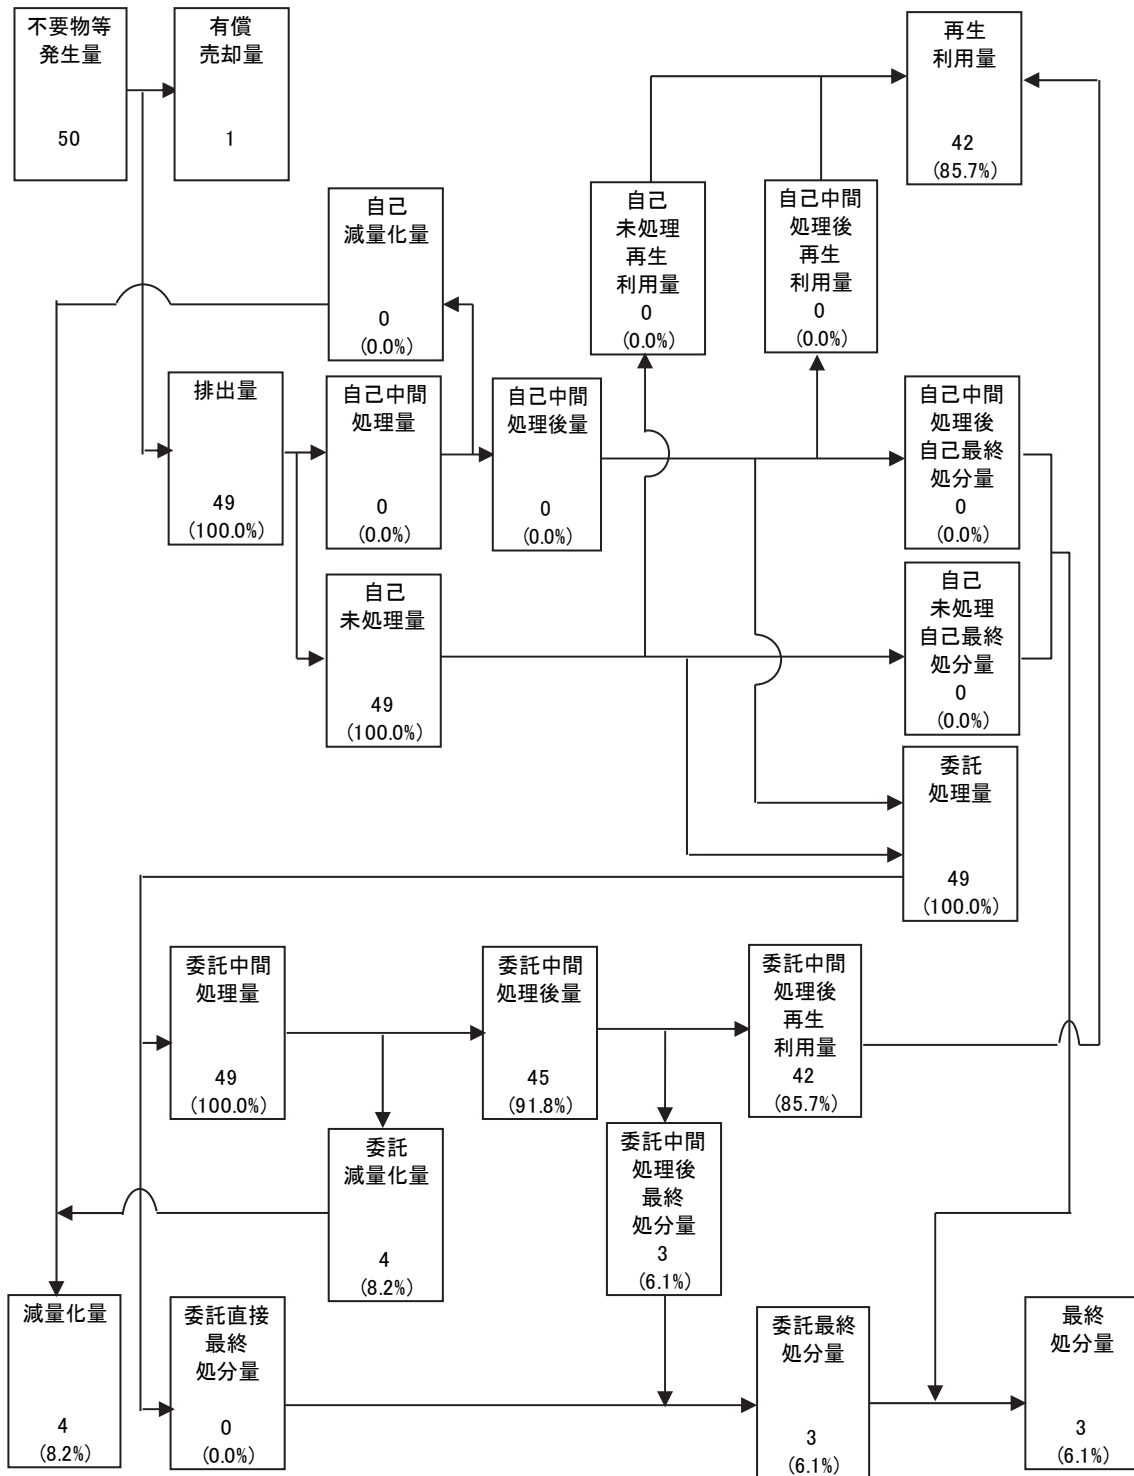 不要物等
発生量
50
有償
売却量
1
再生
利用量
42
(85.7%)
自己
減量化量
0
(0.0%)
自己
未処理
再生
利用量
0
(0.0%)
自己中間
処理後
再生
利用量
0
(0.0%)
排出量
49
(100.0%)
自己中間
処理量
0
(0.0%)
自己中間
処理後量
0
(0.0%)
自己中間
処理後
自己最終
処分量
0
(0.0%)
自己
未処理量
49
(100.0%)
自己
未処理
自己最終
処分量
0
(0.0%)
委託
処理量
49
(100.0%)
委託中間
処理量
49
(100.0%)
委託中間
処理後量
45
(91.8%)
委託中間
処理後
再生
利用量
42
(85.7%)
委託
減量化量
4
(8.2%)
委託中間
処理後
最終
処分量
3
(6.1%)
減量化量
4
(8.2%)
委託直接
最終
処分量
0
(0.0%)
委託最終
処分量
3
(6.1%)
最終
処分量
3
(6.1%)